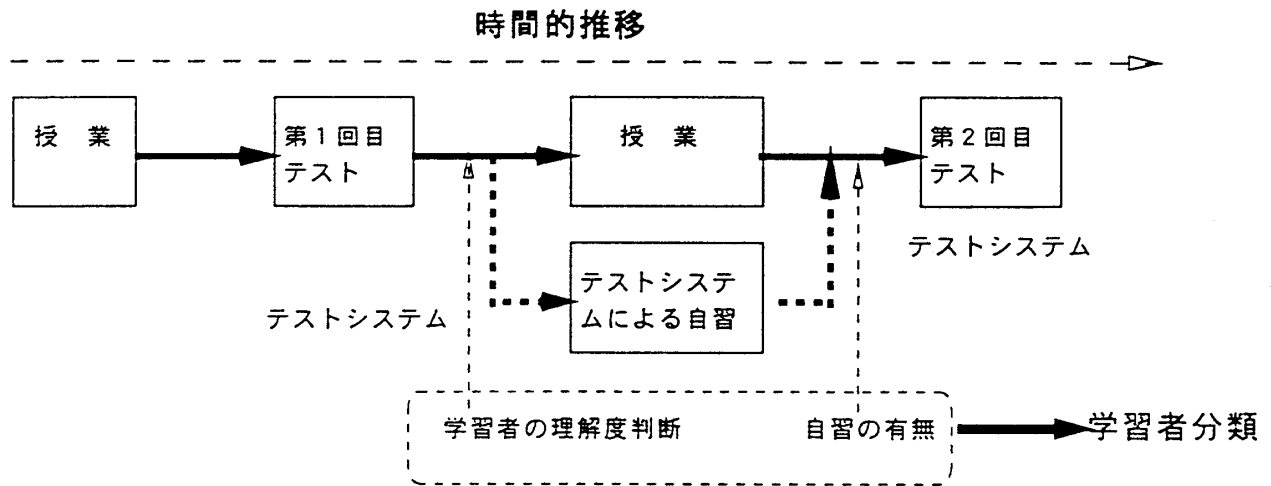 時間的推移
授 業
第1回目
テスト
授 業
第2回目
テスト
テストシステム
テストシステ
ムによる自習
テストシステム
学習者の理解度判断
自習の有無
学習者分類